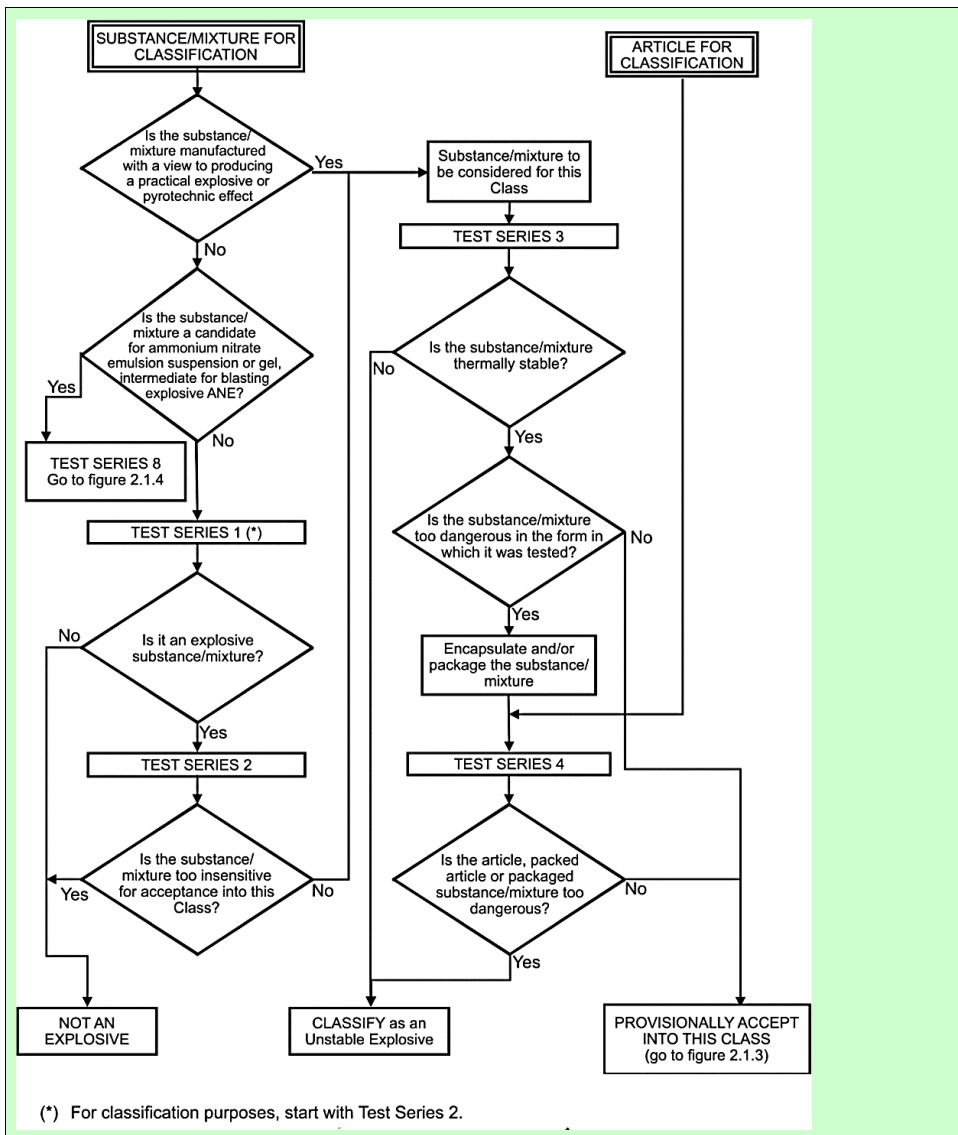 SUBSTANCE/MIXTURE FOR
CLASSIFICATION
ARTICLE FOR
CLASSIFICATION
Is the substance/
mixture manufactured
with a view to producing
a practical explosive or
pyrotechnic effect
Yes
Substance/mixture to
be considered for this
Class
TEST SERIES 3
No
Is the substance/
mixture a candidate
for ammonium nitrate
emulsion suspension or gel,
intermediate for blasting
explosive ANE?
Yes
No
TEST SERIES 8
Go to figure 2.1.4
Is the substance/mixture
thermally stable?
No
Yes
TEST SERIES 1 (*)
Is the substance/mixture
too dangerous in the form in
which it was tested?
No
Yes
Is it an explosive
substance/mixture?
No
Yes
Encapsulate and/or
package the substance/
mixture
TEST SERIES 2
TEST SERIES 4
Is the substance/
mixture too insensitive
for acceptance into this
Class?
Yes
No
Is the article, packed
article or packaged
substance/mixture too
dangerous?
No
Yes
NOT AN
EXPLOSIVE
CLASSIFY as an
Unstable Explosive
PROVISIONALLY ACCEPT
INTO THIS CLASS
(go to figure 2.1.3)
(*) For classification purposes, start with Test Series 2.